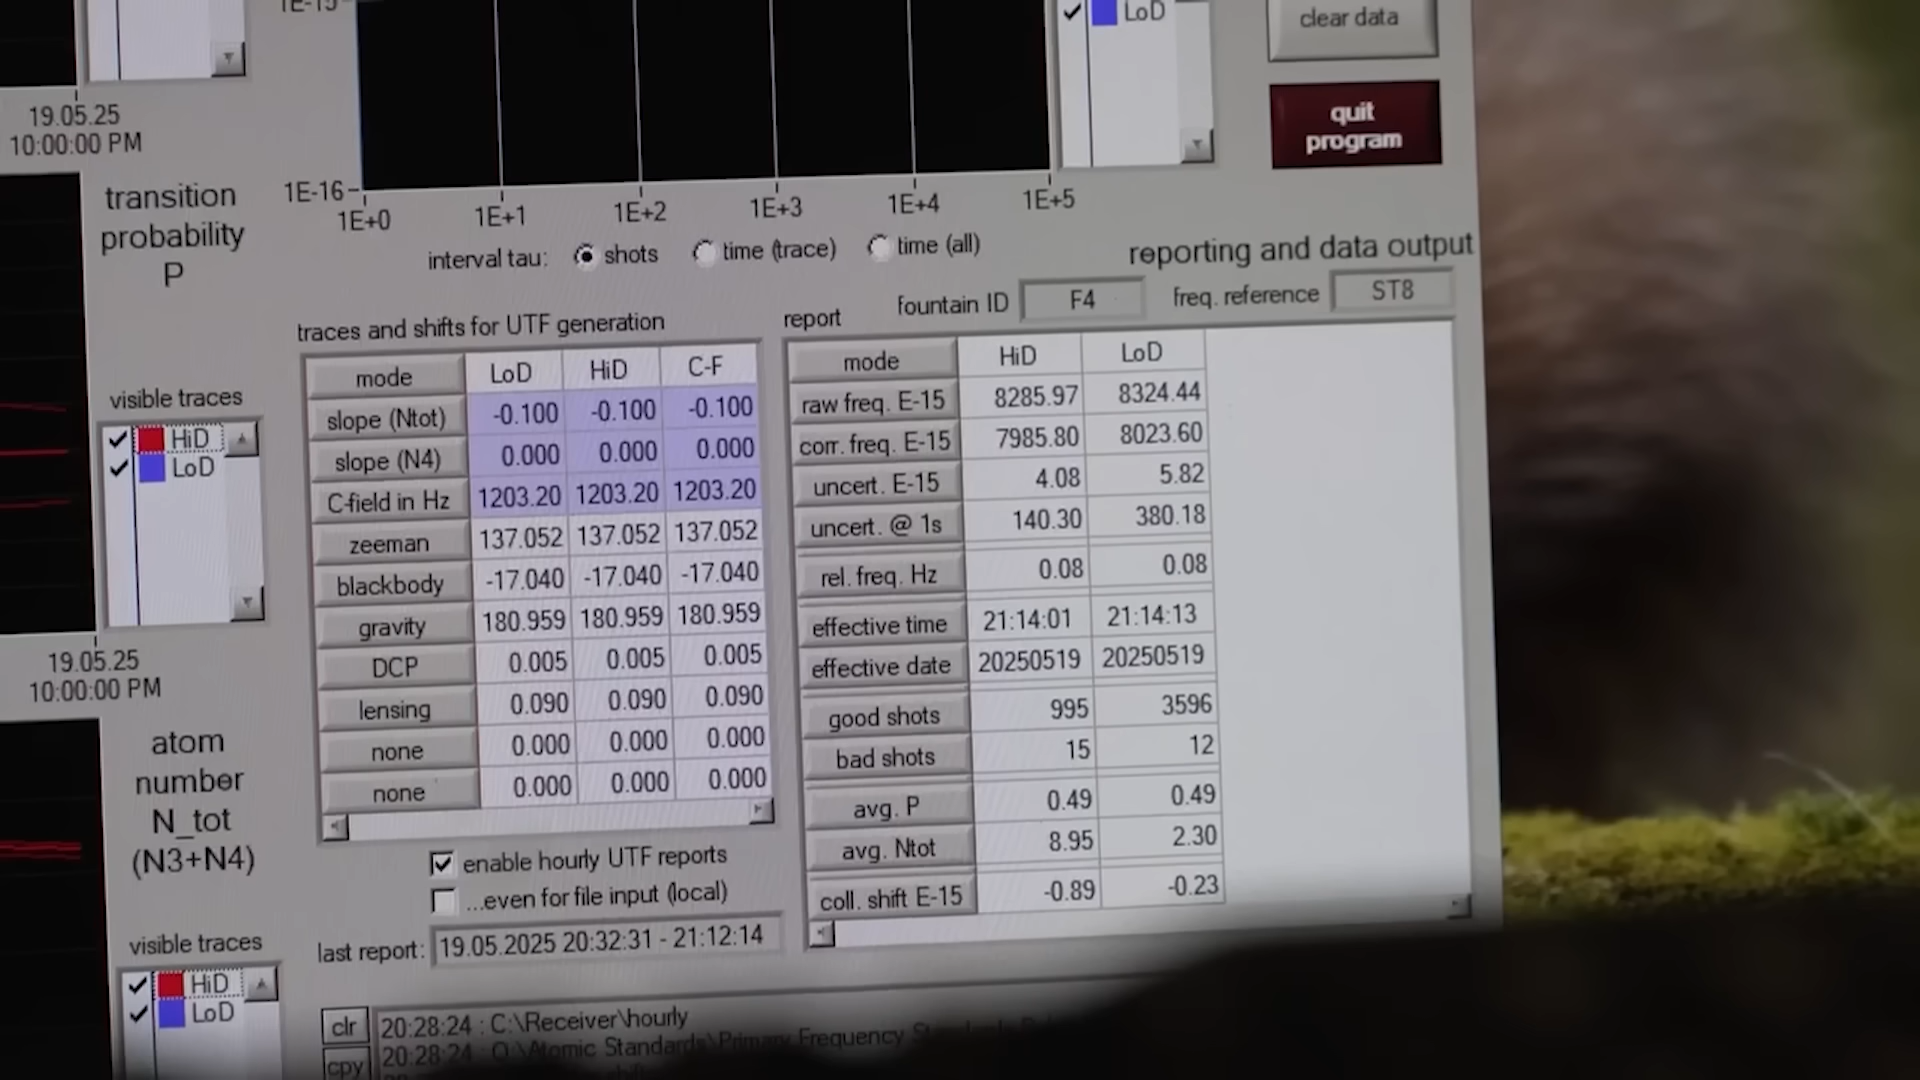 1E-15
LoD
clear data
quit
program
19.05.25
10:00:00 PM
transition
probability
P
1E-16
1E+0 1E+1 1E+2 1E+3 1E+4 1E+5
interval tau: shots time (trace) time (all)
reporting and data output
fountain ID F4 freq. reference ST8
traces and shifts for UTF generation
report
mode LoD HiD C-F
slope (Ntot) -0.100 -0.100 -0.100
slope (N4) 0.000 0.000 0.000
C-field in Hz 1203.20 1203.20 1203.20
zeeman 137.052 137.052 137.052
blackbody -17.040 -17.040 -17.040
gravity 180.959 180.959 180.959
DCP 0.005 0.005 0.005
lensing 0.090 0.090 0.090
none 0.000 0.000 0.000
none 0.000 0.000 0.000
mode HiD LoD
raw freq. E-15 8285.97 8324.44
corr. freq. E-15 7985.80 8023.60
uncert. E-15 4.08 5.82
uncert. @ 1s 140.30 380.18
rel. freq. Hz 0.08 0.08
effective time 21:14:01 21:14:13
effective date 20250519 20250519
good shots 995 3596
bad shots 15 12
avg. P 0.49 0.49
avg. Ntot 8.95 2.30
coll. shift E-15 -0.89 -0.23
visible traces
HiD
LoD
19.05.25
10:00:00 PM
atom
number
N_tot
(N3+N4)
enable hourly UTF reports
...even for file input (local)
last report: 19.05.2025 20:32:31 - 21:12:14
visible traces
HiD
LoD
clr
cpy
20:28:24 : C:\Receiver\hourly
20:28:24 : Q:\Atomic Standards\Primary Frequency